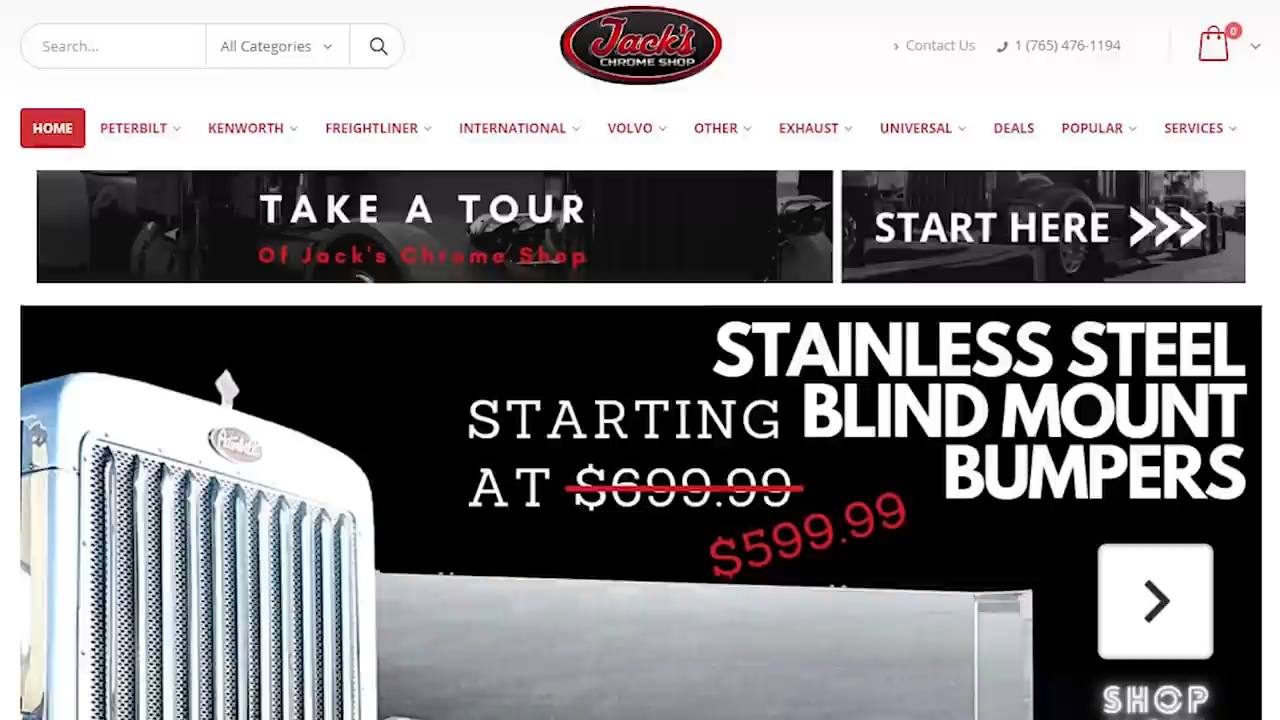 Search...
All Categories
Jack's
CHROME SHOP
Contact Us
1 (765) 476-1194
0
HOME
PETERBILT
KENWORTH
FREIGHTLINER
INTERNATIONAL
VOLVO
OTHER
EXHAUST
UNIVERSAL
DEALS
POPULAR
SERVICES
TAKE A TOUR
Of Jack's Chrome Shop
START HERE
STAINLESS STEEL
BLIND MOUNT
BUMPERS
STARTING
AT $699.99
$599.99
SHOP